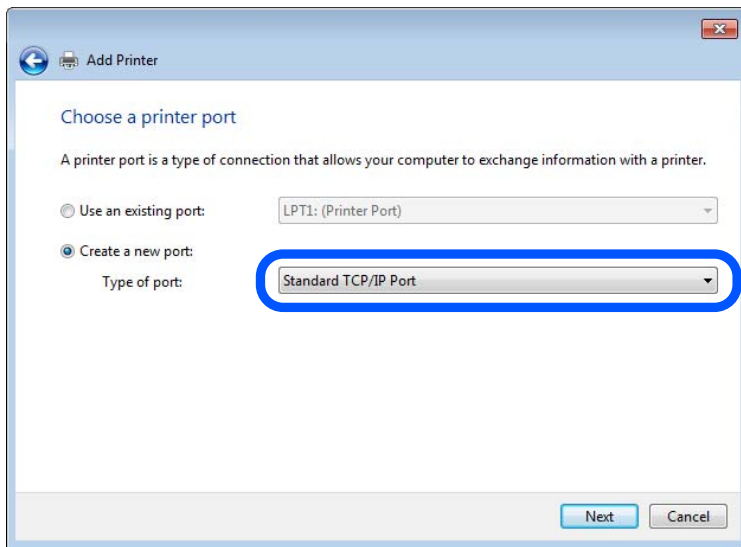 Add Printer
Choose a printer port
A printer port is a type of connection that allows your computer to exchange information with a printer.
Use an existing port: LPT1: (Printer Port)
Create a new port:
Type of port: Standard TCP/IP Port
Next Cancel